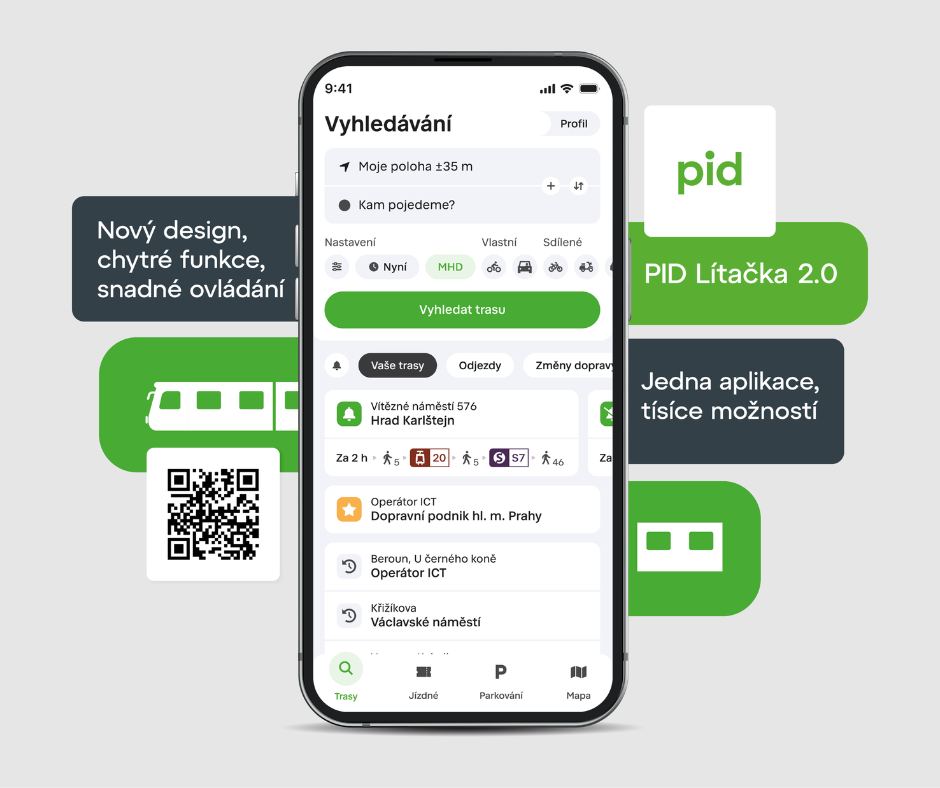 9:41
Vyhledávání
Profil
Moje poloha ±35 m
Kam pojedeme?
Nastavení
Vlastní
Sdílené
Nyní
MHD
Vyhledat trasu
Vaše trasy
Odjezdy
Změny dopravy
Vítězné náměstí 576
Hrad Karlštejn
Za 2 h
5
20
5
S
S7
46
Za
Operátor ICT
Dopravní podnik hl. m. Prahy
Beroun, U černého koně
Operátor ICT
Křižíkova
Václavské náměstí
Trasy
Jízdné
P
Parkování
Mapa
Nový design,
chytré funkce,
snadné ovládání
pid
PID Lítačka 2.0
Jedna aplikace,
tísíce možností